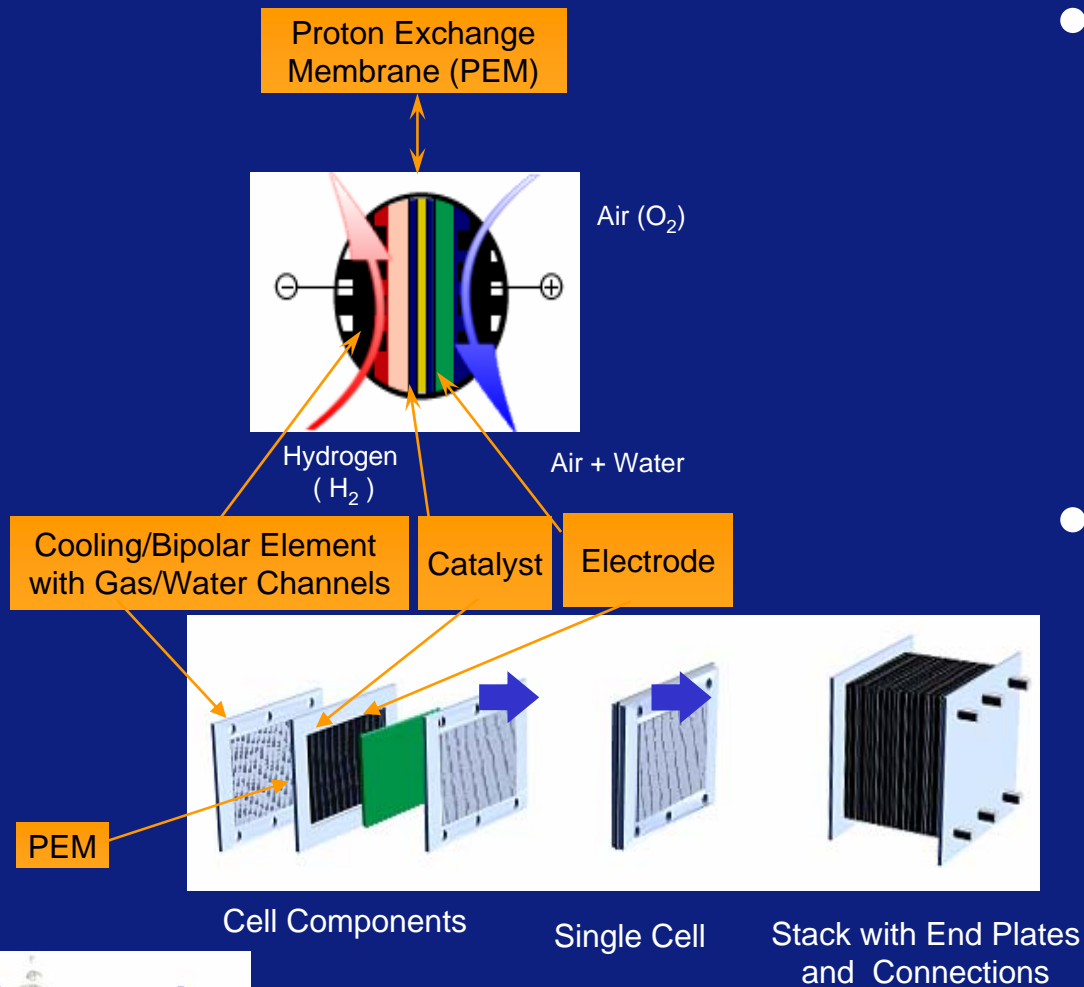 Proton Exchange
Membrane (PEM)
Air (O₂)
⊖
⊕
Hydrogen
( H₂ )
Air + Water
Cooling/Bipolar Element
with Gas/Water Channels
Catalyst
Electrode
PEM
Cell Components
Single Cell
Stack with End Plates
and Connections